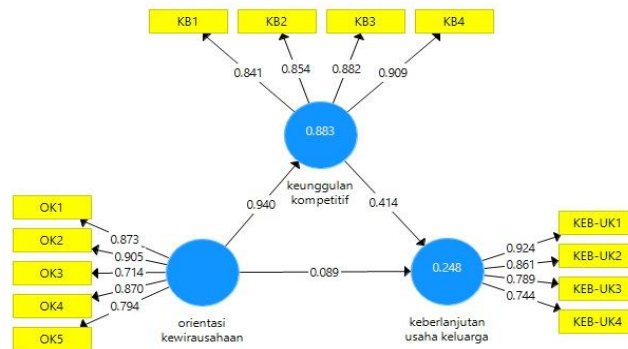 KB1 KB2 KB3 KB4
0.841 0.854 0.882 0.909
0.883
keunggulan
kompetitif
0.940 0.414
OK1
OK2
OK3
OK4
OK5
0.873
0.905
0.714
0.870
0.794
orientasi
kewirausahaan
0.089
0.248
keberlanjutan
usaha keluarga
0.924
0.861
0.789
0.744
KEB-UK1
KEB-UK2
KEB-UK3
KEB-UK4